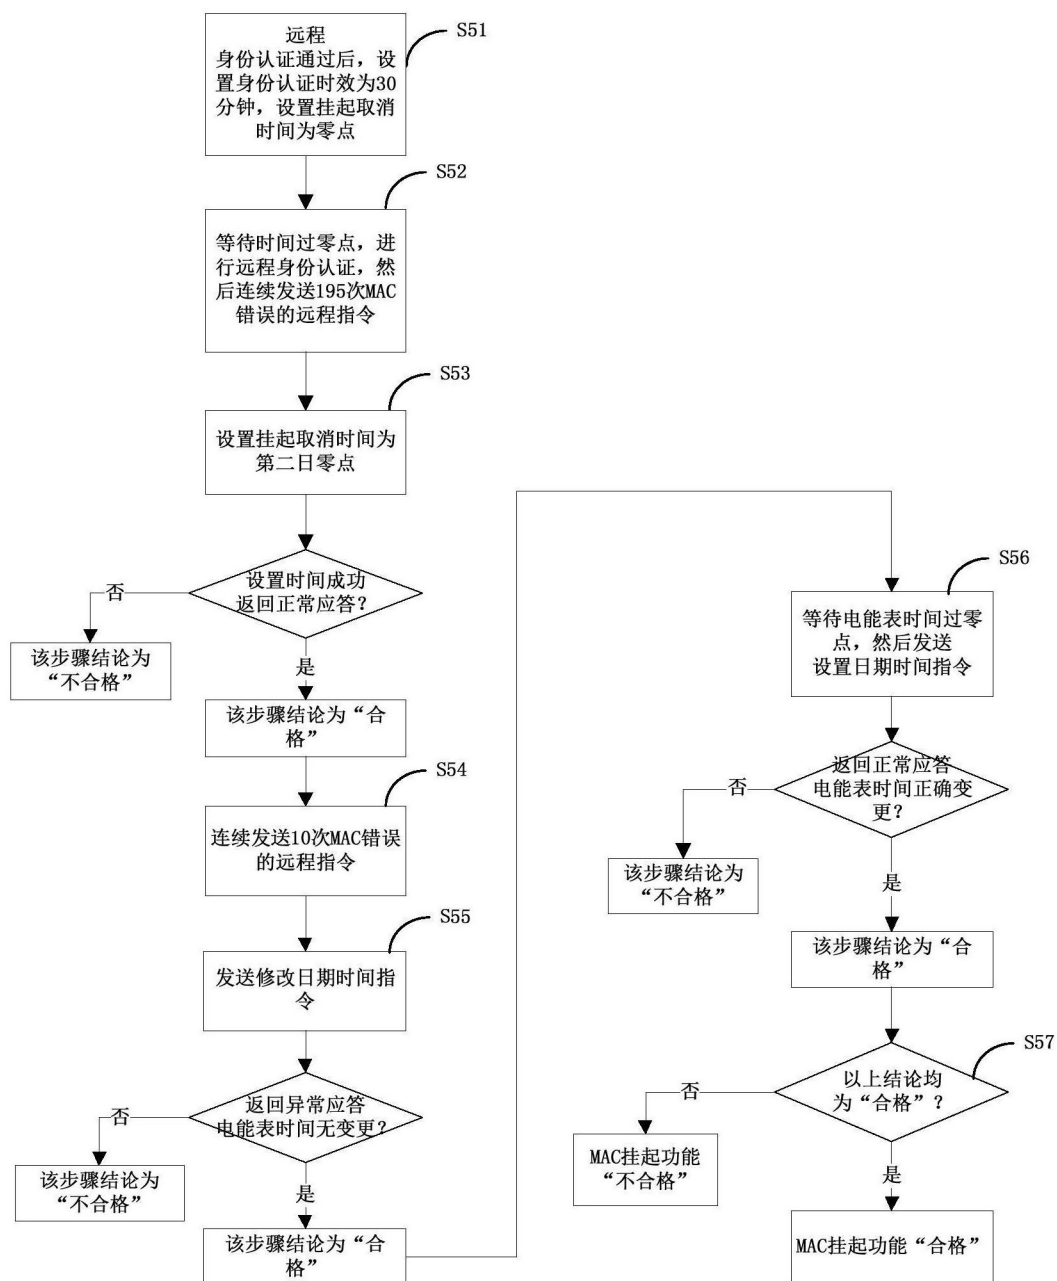 远程
身份认证通过后，设
置身份认证时效为30
分钟，设置挂起取消
时间为零点
S51
等待时间过零点，进
行远程身份认证，然
后连续发送195次MAC
错误的远程指令
S52
设置挂起取消时间为
第二日零点
S53
设置时间成功
返回正常应答？
否
该步骤结论为
“不合格”
是
该步骤结论为“合
格”
连续发送10次MAC错误
的远程指令
S54
发送修改日期时间指
令
S55
返回异常应答
电能表时间无变更？
否
该步骤结论为
“不合格”
是
该步骤结论为“合
格”
等待电能表时间过零
点，然后发送
设置日期时间指令
S56
返回正常应答
电能表时间正确变
更？
否
该步骤结论为
“不合格”
是
该步骤结论为“合
格”
以上结论均
为“合格”？
S57
否
MAC挂起功能
“不合格”
是
MAC挂起功能“合格”